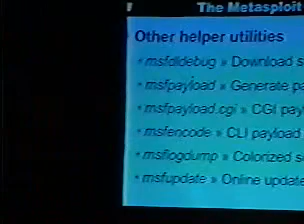 The Metasploit
Other helper utilities
• msfdldebug » Download s
• msfpayload » Generate pa
• msfpayload.cgi » CGI pay
• msfencode » CLI payload
• msflogdump » Colorized s
• msfupdate » Online update